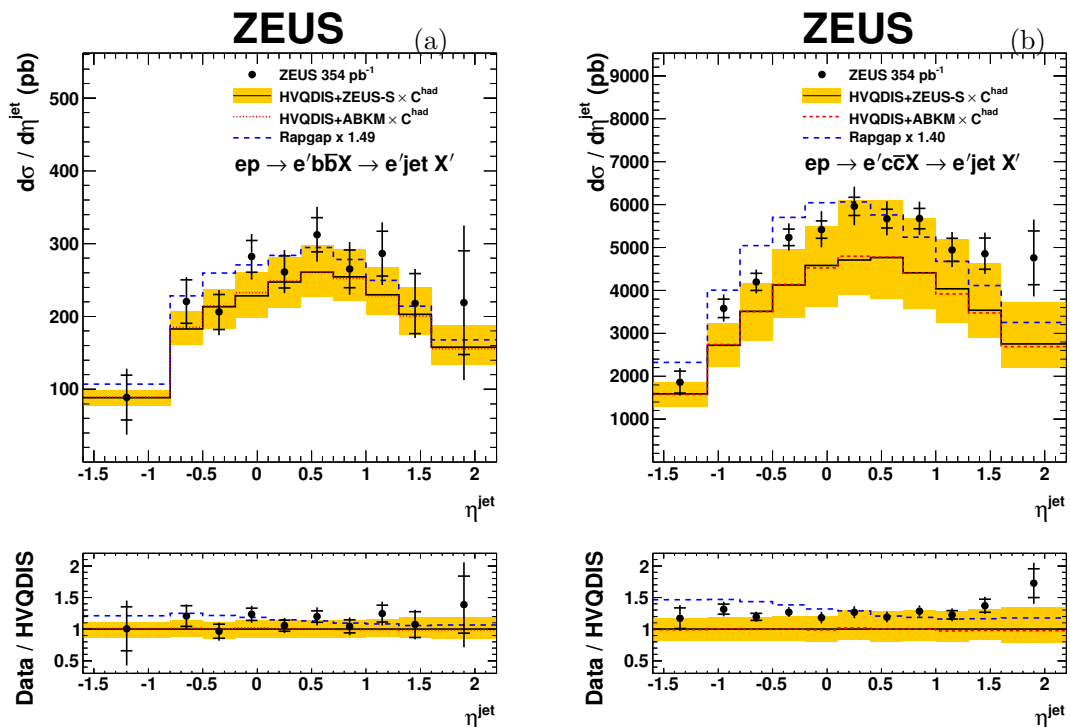 ZEUS
(a)
dσ / dη^jet (pb)
500
400
300
200
100
ZEUS 354 pb⁻¹
HVQDIS+ZEUS-S × C^had
HVQDIS+ABKM × C^had
Rapgap x 1.49
ep → e′bb̅X → e′jet X′
-1.5 -1 -0.5 0 0.5 1 1.5 2
η^jet
Data / HVQDIS
2
1.5
1
0.5
-1.5 -1 -0.5 0 0.5 1 1.5 2
η^jet
ZEUS
(b)
dσ / dη^jet (pb)
9000
8000
7000
6000
5000
4000
3000
2000
1000
ZEUS 354 pb⁻¹
HVQDIS+ZEUS-S × C^had
HVQDIS+ABKM × C^had
Rapgap x 1.40
ep → e′cc̅X → e′jet X′
-1.5 -1 -0.5 0 0.5 1 1.5 2
η^jet
Data / HVQDIS
2
1.5
1
0.5
-1.5 -1 -0.5 0 0.5 1 1.5 2
η^jet